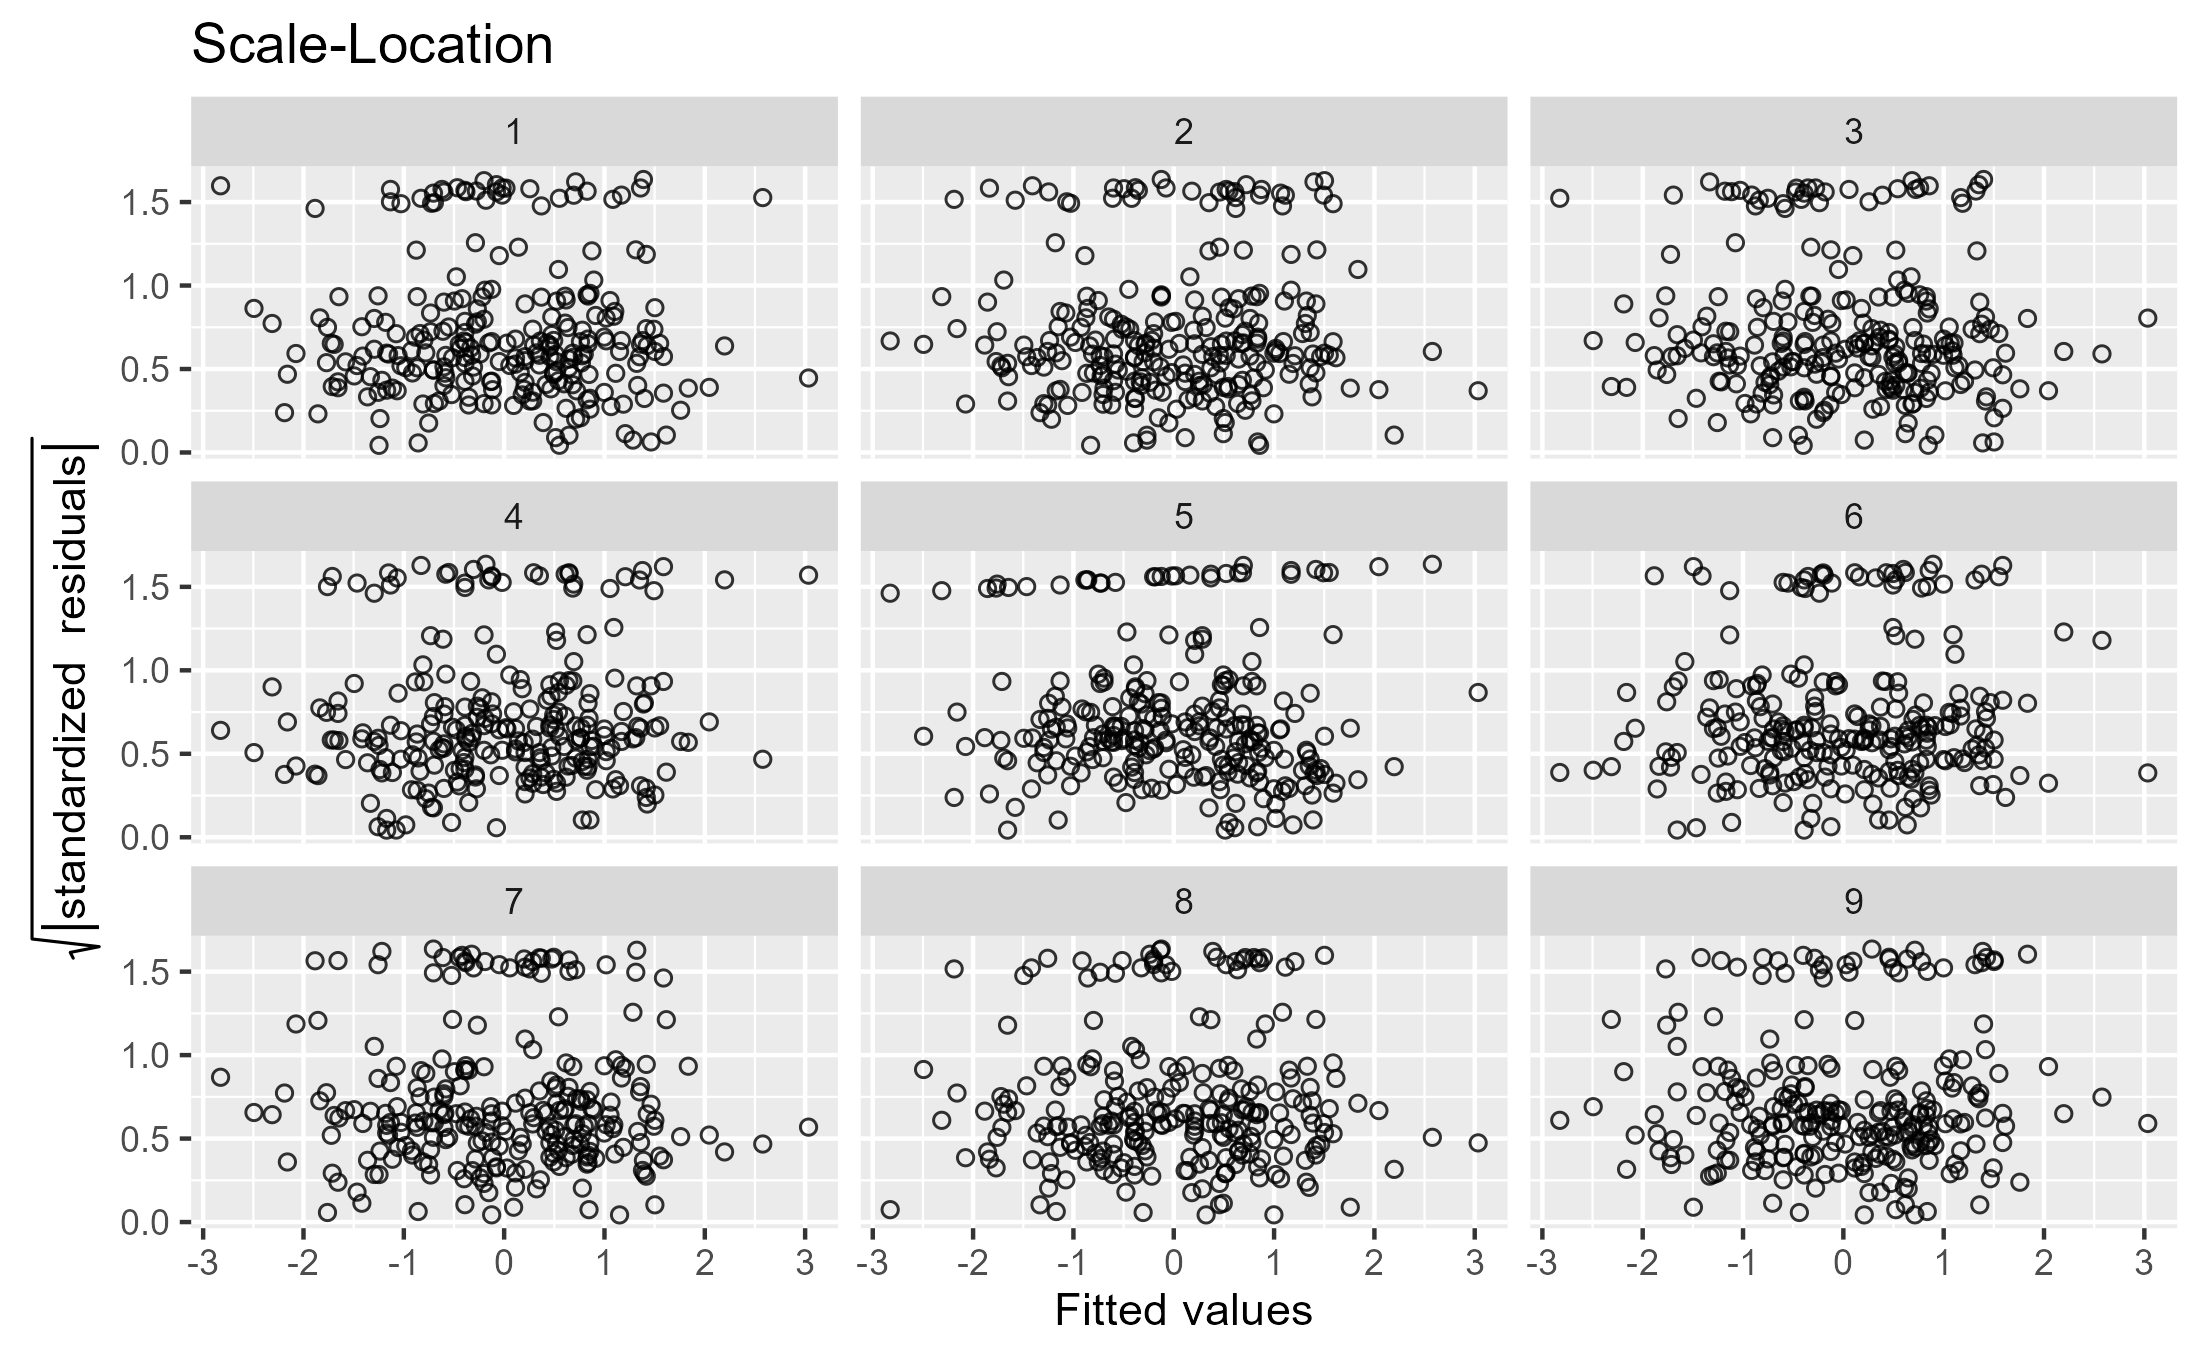 Scale-Location
1 2 3
1.5
1.0
0.5
0.0
4 5 6
1.5
1.0
0.5
0.0
√|standardized residuals|
7 8 9
1.5
1.0
0.5
0.0
-3 -2 -1 0 1 2 3 -3 -2 -1 0 1 2 3 -3 -2 -1 0 1 2 3
Fitted values